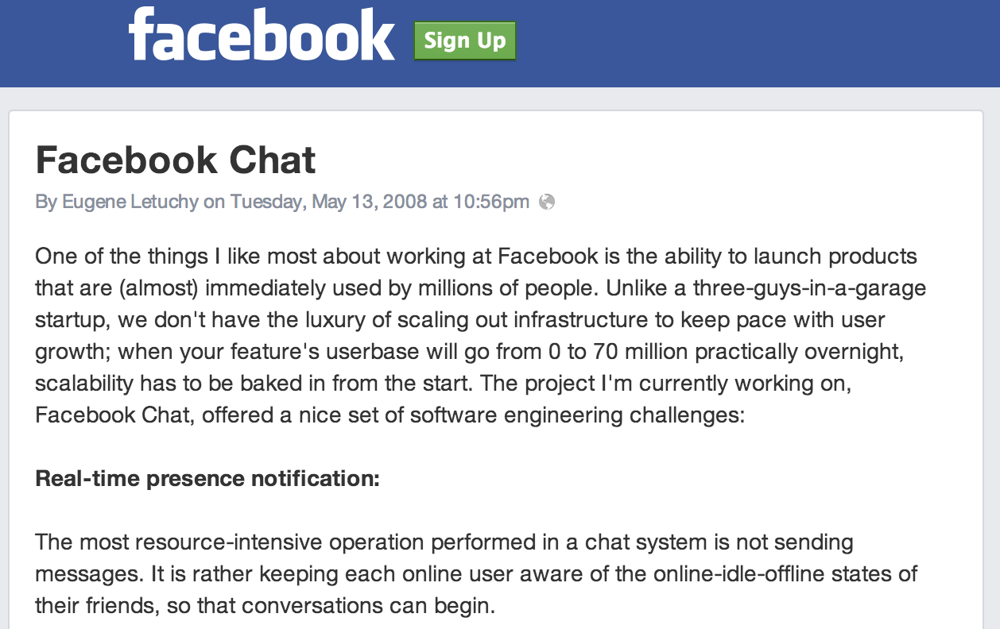 facebook
Sign Up
Facebook Chat
By Eugene Letuchy on Tuesday, May 13, 2008 at 10:56pm
One of the things I like most about working at Facebook is the ability to launch products
that are (almost) immediately used by millions of people. Unlike a three-guys-in-a-garage
startup, we don't have the luxury of scaling out infrastructure to keep pace with user
growth; when your feature's userbase will go from 0 to 70 million practically overnight,
scalability has to be baked in from the start. The project I'm currently working on,
Facebook Chat, offered a nice set of software engineering challenges:
Real-time presence notification:
The most resource-intensive operation performed in a chat system is not sending
messages. It is rather keeping each online user aware of the online-idle-offline states of
their friends, so that conversations can begin.